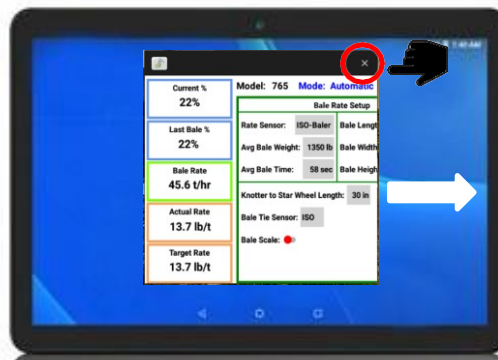 1:40 AM
Current %
22%
Model: 765 Mode: Automatic
Bale Rate Setup
Last Bale %
22%
Rate Sensor: ISO-Baler Bale Lengt
Avg Bale Weight: 1350 lb Bale Width
Avg Bale Time: 58 sec Bale Heigh
Bale Rate
45.6 t/hr
Knotter to Star Wheel Length: 30 in
Actual Rate
13.7 lb/t
Bale Tie Sensor: ISO
Bale Scale:
Target Rate
13.7 lb/t